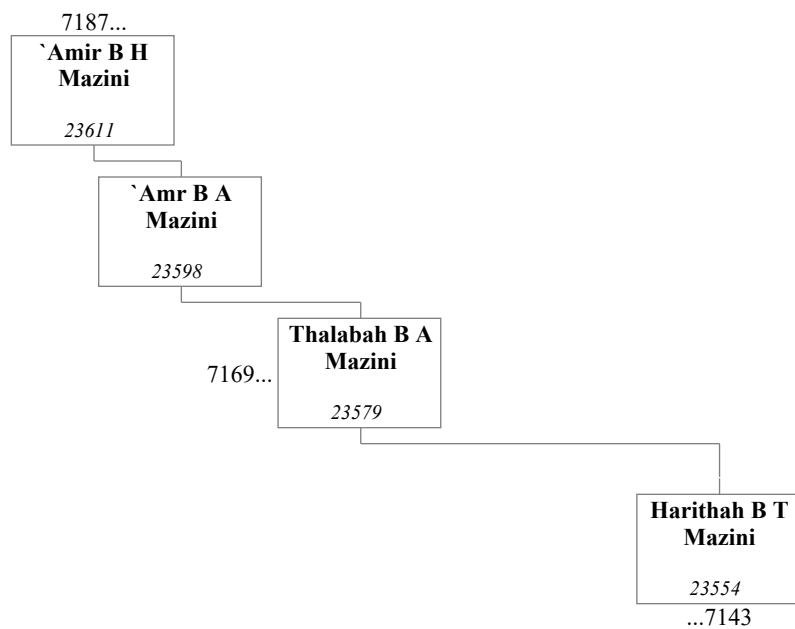 7187...
`Amir B H
Mazini
23611
`Amr B A
Mazini
23598
Thalabah B A
Mazini
7169...
23579
Harithah B T
Mazini
23554
...7143